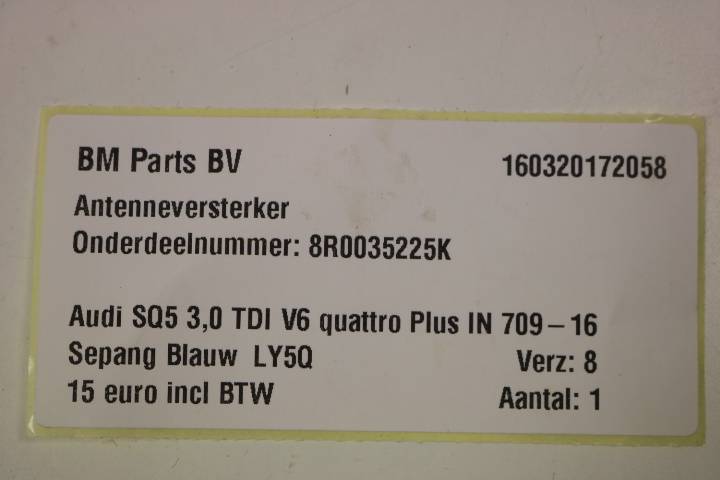 BM Parts BV 160320172058
Antenneversterker
Onderdeelnummer: 8R0035225K
Audi SQ5 3,0 TDI V6 quattro Plus IN 709-16
Sepang Blauw LY5Q Verz: 8
15 euro incl BTW Aantal: 1